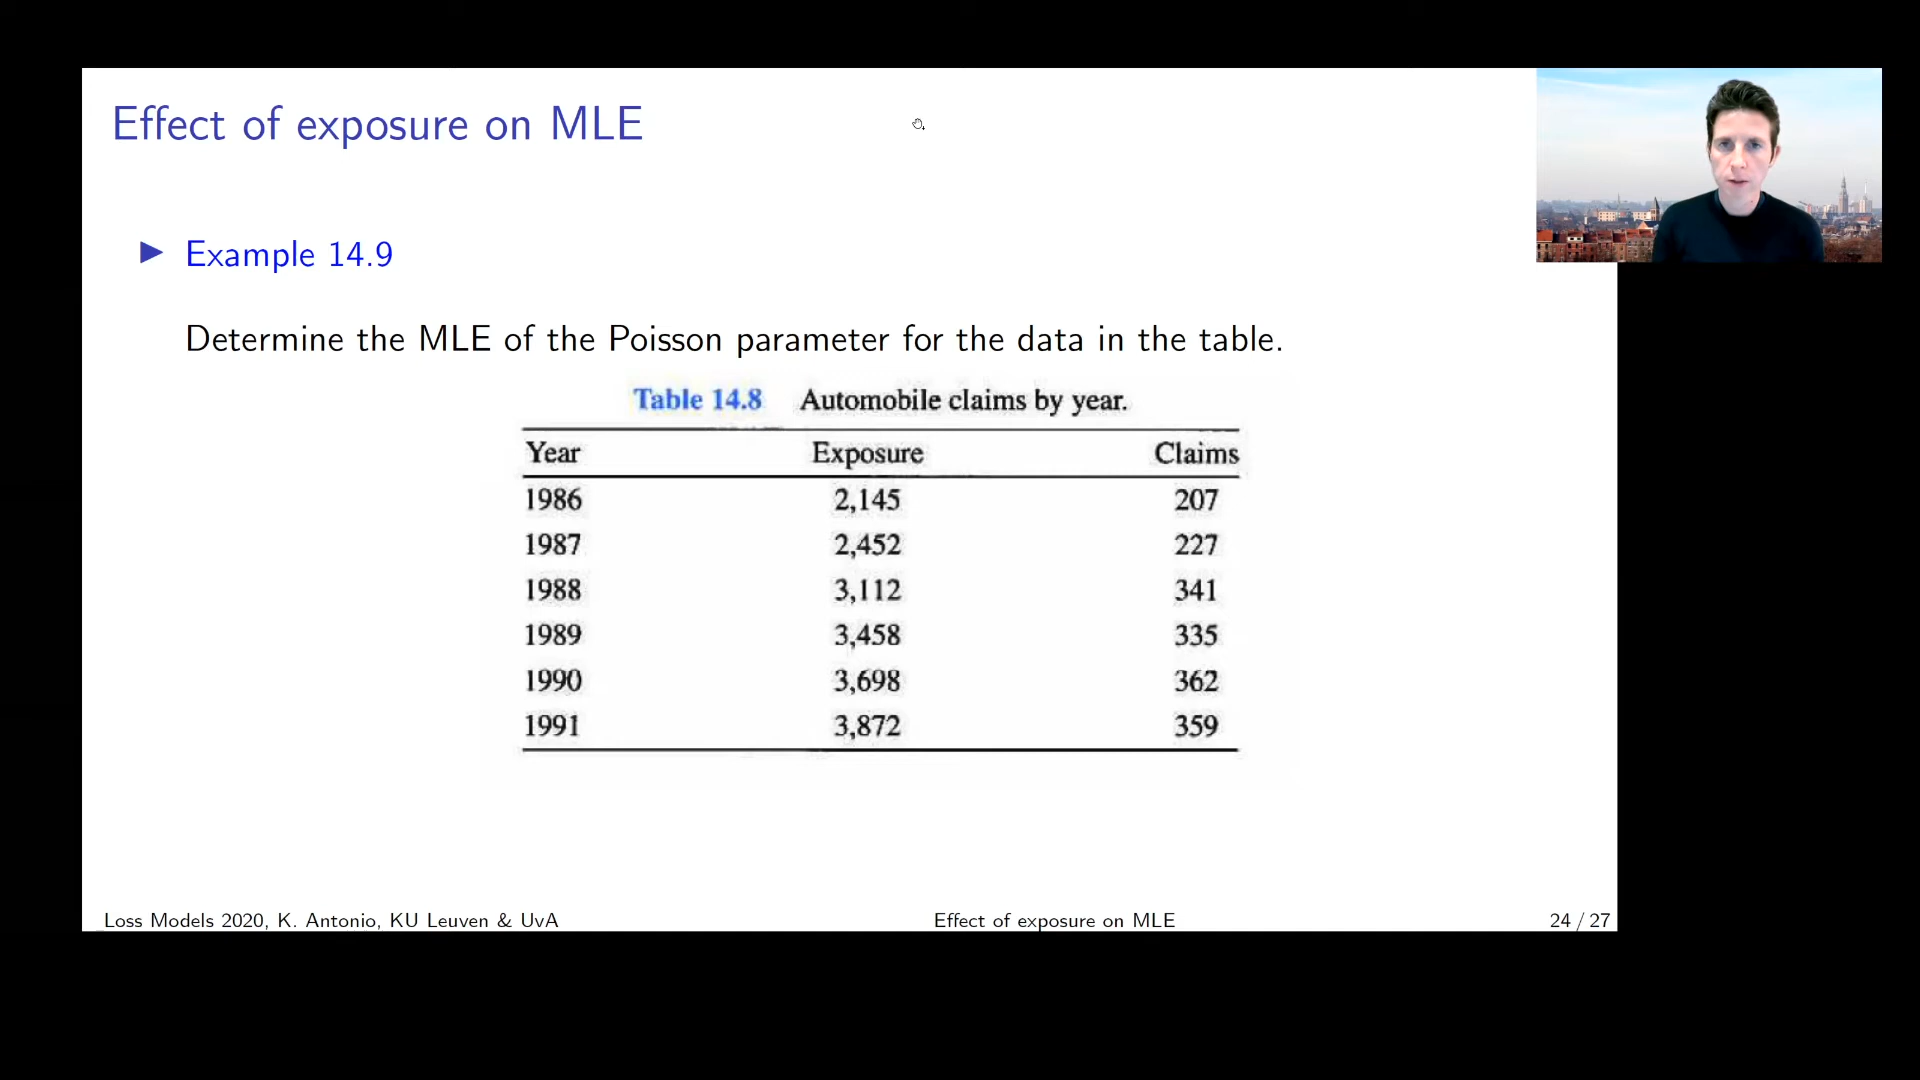 Effect of exposure on MLE
Example 14.9
Determine the MLE of the Poisson parameter for the data in the table.
Table 14.8 Automobile claims by year.
Year Exposure Claims
1986 2,145 207
1987 2,452 227
1988 3,112 341
1989 3,458 335
1990 3,698 362
1991 3,872 359
Loss Models 2020, K. Antonio, KU Leuven & UvA Effect of exposure on MLE 24 / 27